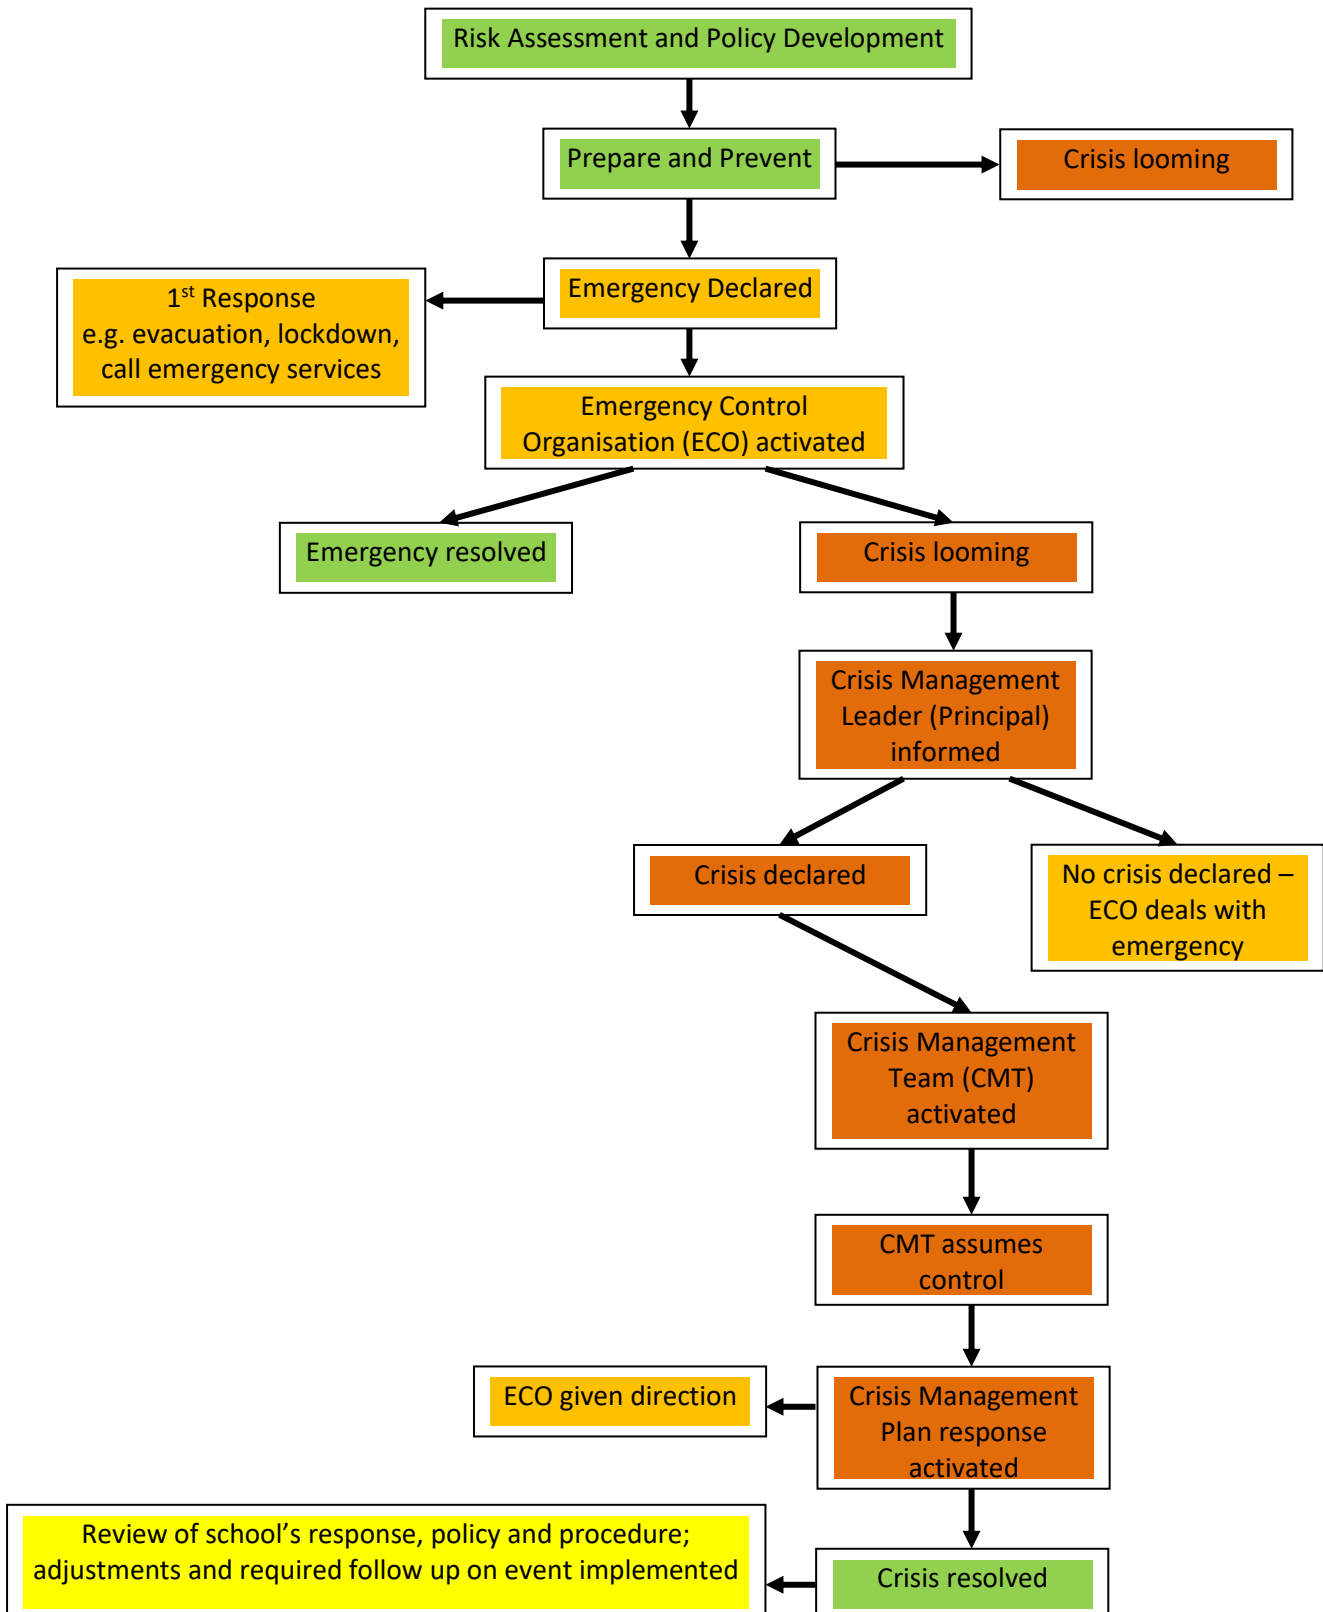 Risk Assessment and Policy Development
Prepare and Prevent
Crisis looming
Emergency Declared
1st Response
e.g. evacuation, lockdown,
call emergency services
Emergency Control
Organisation (ECO) activated
Emergency resolved
Crisis looming
Crisis Management
Leader (Principal)
informed
Crisis declared
No crisis declared –
ECO deals with
emergency
Crisis Management
Team (CMT)
activated
CMT assumes
control
ECO given direction
Crisis Management
Plan response
activated
Review of school’s response, policy and procedure;
adjustments and required follow up on event implemented
Crisis resolved